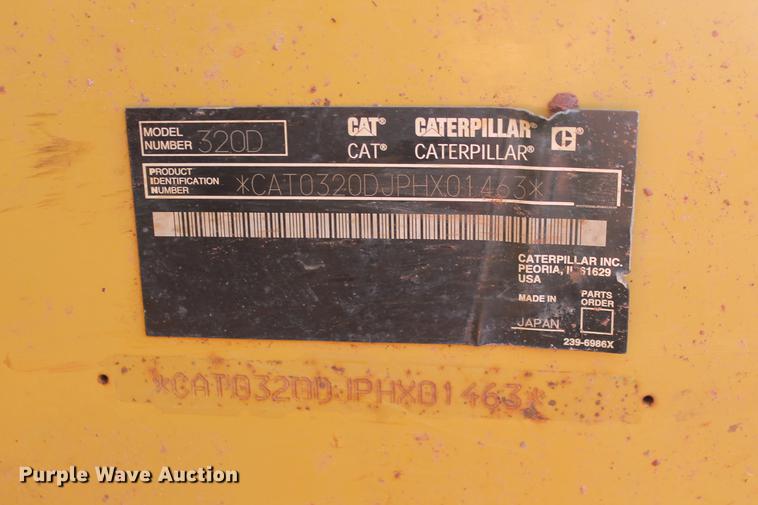 MODEL NUMBER 320D
CAT® CATERPILLAR® C®
CAT® CATERPILLAR®
PRODUCT IDENTIFICATION NUMBER *CAT0320DJPHX01463*
CATERPILLAR INC.
PEORIA, IL 61629
USA
MADE IN JAPAN
PARTS ORDER
239-6986X
*CAT0320DJPHX01463*
Purple Wave Auction